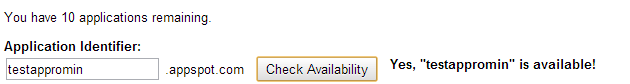 You have 10 applications remaining.
Application Identifier:
testappromin .appspot.com Check Availability Yes, "testappromin" is available!